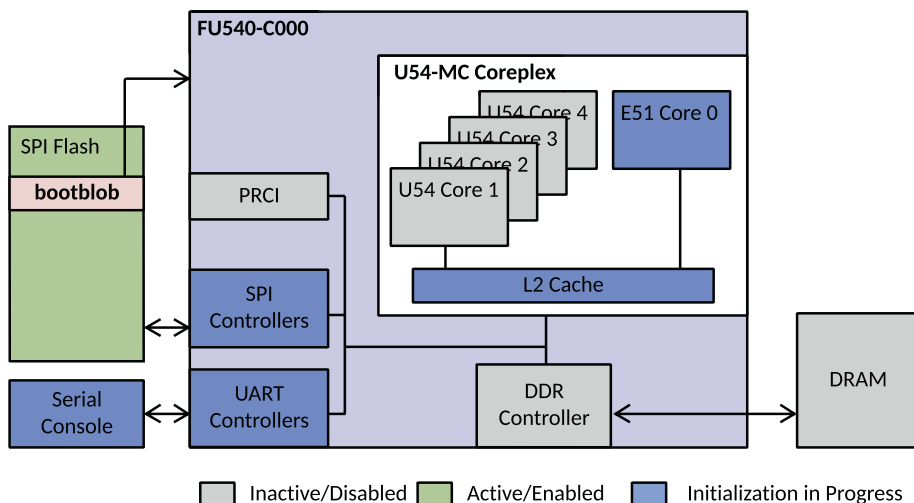 FU540-C000
U54-MC Coreplex
U54 Core 4
E51 Core 0
U54 Core 3
SPI Flash
U54 Core 2
bootblob
PRCI
U54 Core 1
L2 Cache
SPI
Controllers
DRAM
UART
Controllers
DDR
Controller
Serial
Console
Inactive/Disabled
Active/Enabled
Initialization in Progress